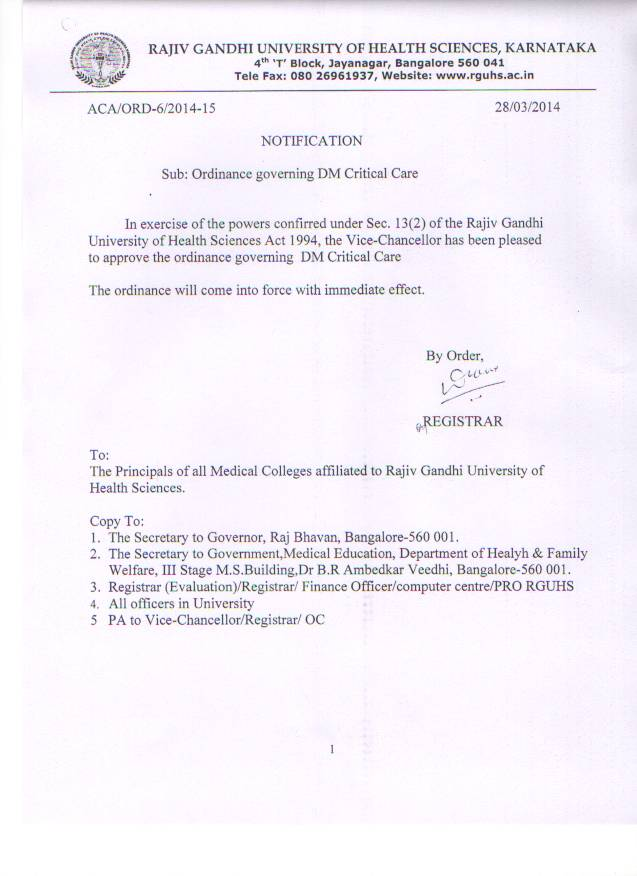 RAJIV GANDHI UNIVERSITY OF HEALTH SCIENCES, KARNATAKA
4th 'T' Block, Jayanagar, Bangalore 560 041
Tele Fax: 080 26961937, Website: www.rguhs.ac.in
ACA/ORD-6/2014-15 28/03/2014
NOTIFICATION
Sub: Ordinance governing DM Critical Care
In exercise of the powers confirred under Sec. 13(2) of the Rajiv Gandhi
University of Health Sciences Act 1994, the Vice-Chancellor has been pleased
to approve the ordinance governing DM Critical Care
The ordinance will come into force with immediate effect.
By Order,
REGISTRAR
To:
The Principals of all Medical Colleges affiliated to Rajiv Gandhi University of
Health Sciences.
Copy To:
1. The Secretary to Governor, Raj Bhavan, Bangalore-560 001.
2. The Secretary to Government,Medical Education, Department of Healyh & Family
Welfare, III Stage M.S.Building,Dr B.R Ambedkar Veedhi, Bangalore-560 001.
3. Registrar (Evaluation)/Registrar/ Finance Officer/computer centre/PRO RGUHS
4. All officers in University
5 PA to Vice-Chancellor/Registrar/ OC
1